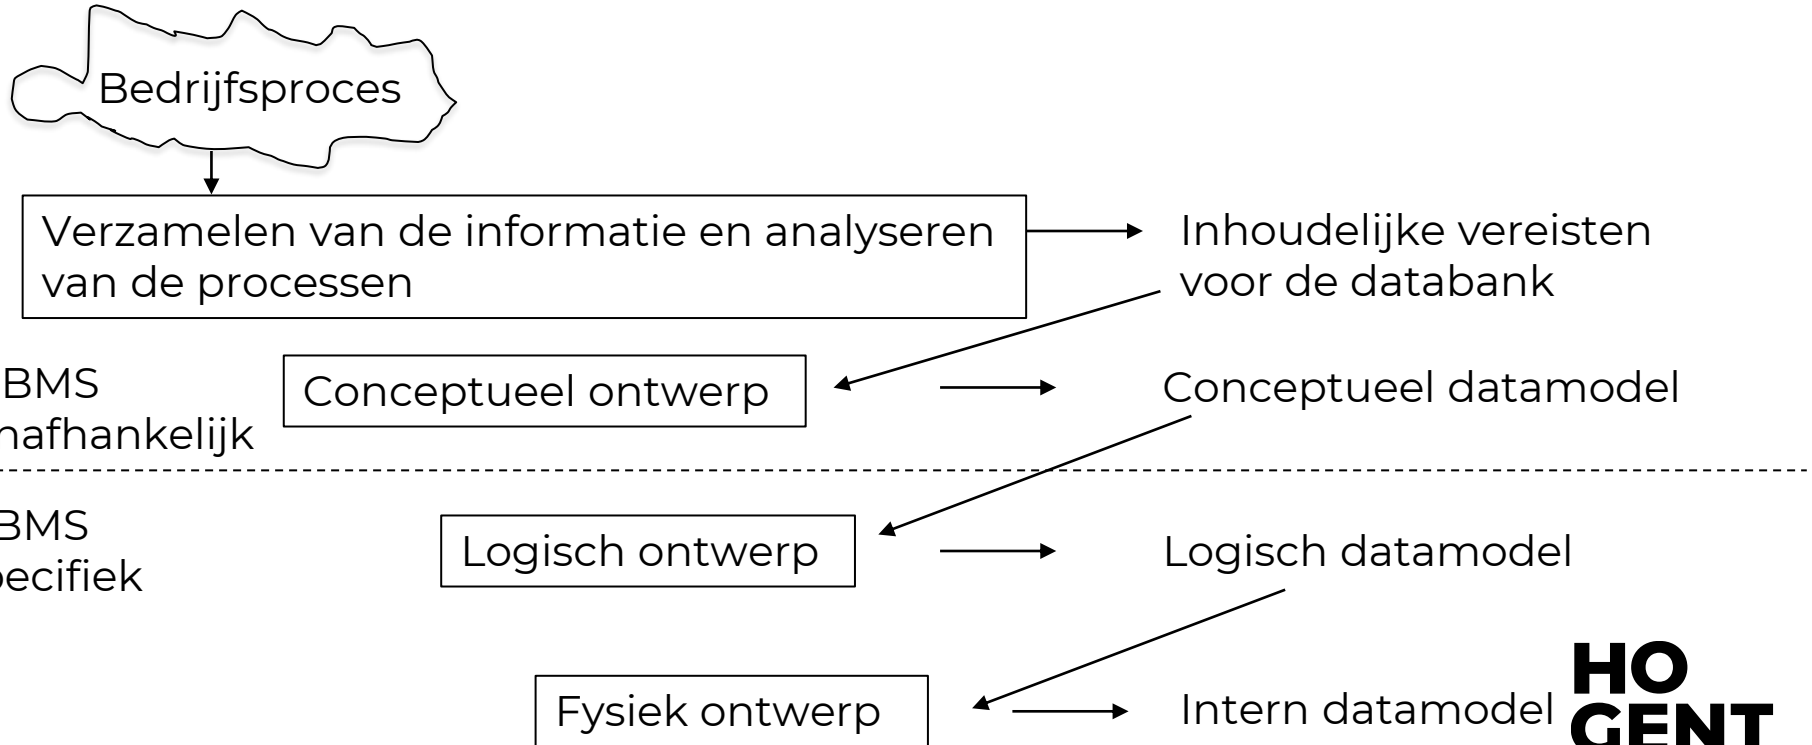 Bedrijfsproces
Verzamelen van de informatie en analyseren
van de processen
Inhoudelijke vereisten
voor de databank
BMS
nafhankelijk
Conceptueel ontwerp
Conceptueel datamodel
BMS
pecifiek
Logisch ontwerp
Logisch datamodel
Fysiek ontwerp
Intern datamodel
HO
GENT